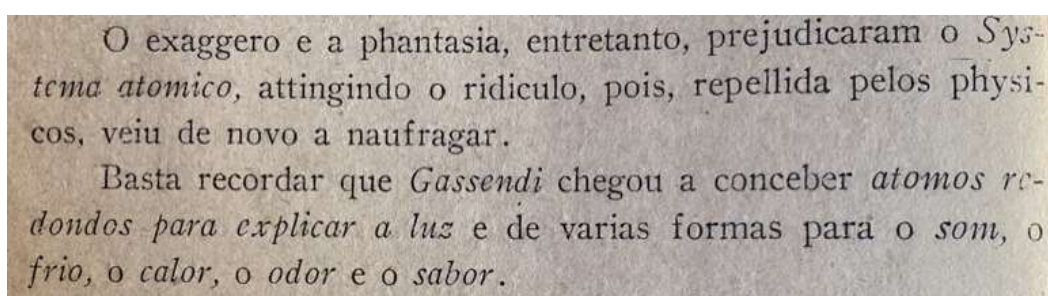 O exaggero e a phantasia, entretanto, prejudicaram o Sys-
tema atomico, attingindo o ridiculo, pois, repellida pelos physi-
cos, veiu de novo a naufragar.
Basta recordar que Gassendi chegou a conceber atomos re-
dondos para explicar a luz e de varias formas para o som, o
frio, o calor, o odor e o sabor.